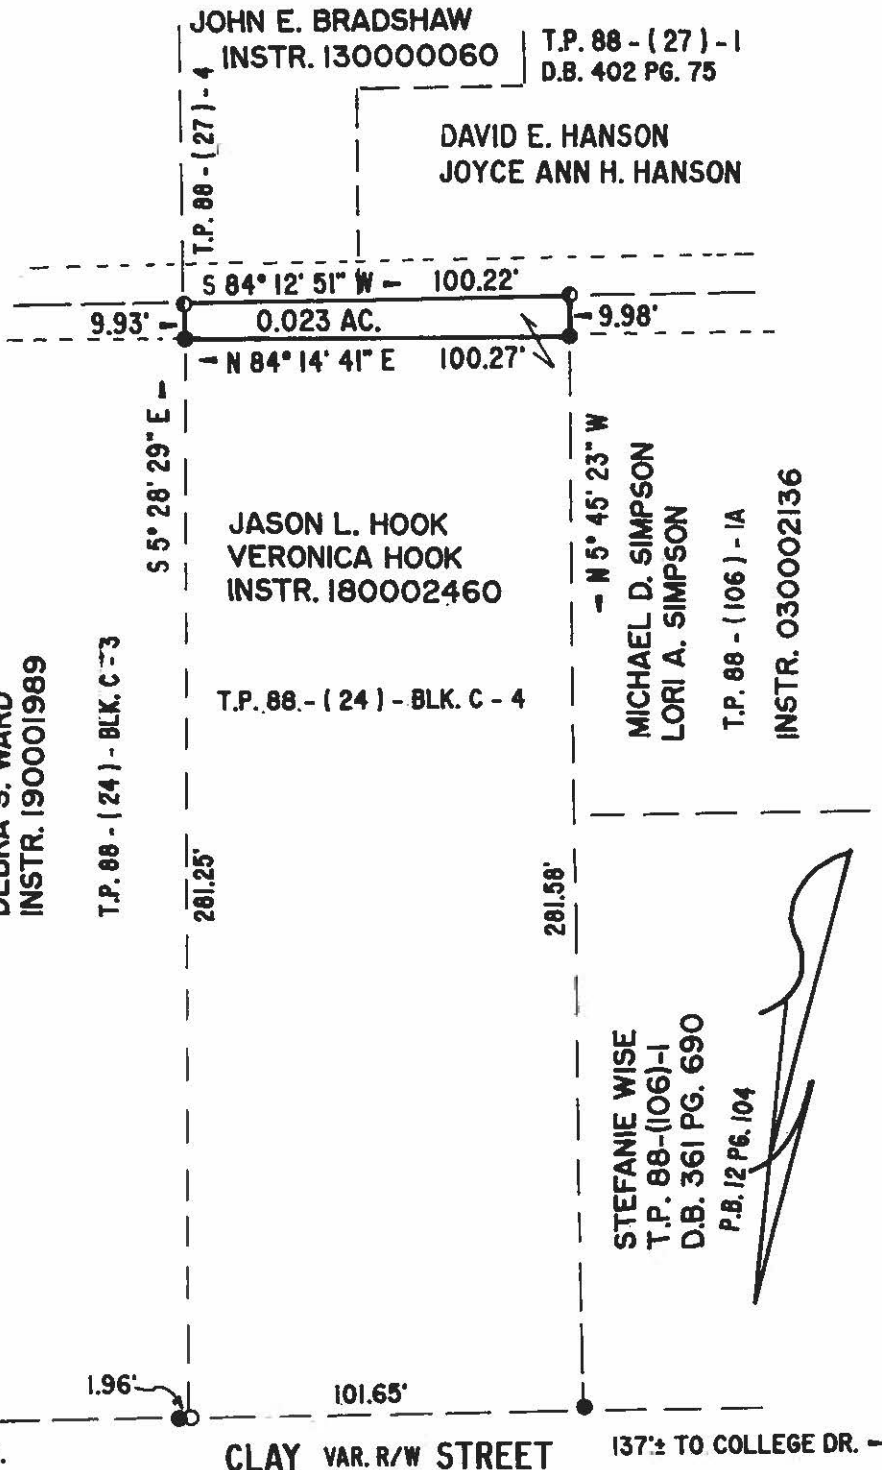 JOHN E. BRADSHAW
INSTR. 130000060
T.P. 88 - (27) - 1
D.B. 402 PG. 75
T.P. 88 - (27) - 4
DAVID E. HANSON
JOYCE ANN H. HANSON
S 84° 12' 51" W 100.22'
9.93'
0.023 AC.
9.98'
N 84° 14' 41" E 100.27'
S 5° 28' 29" E
N 5° 45' 23" W
JASON L. HOOK
VERONICA HOOK
INSTR. 180002460
MICHAEL D. SIMPSON
LORI A. SIMPSON
T.P. 88 - (106) - 1A
INSTR. 030002136
T.P. 88 - (24) - BLK. C - 4
DEBRA S. WARD
INSTR. 190001989
T.P. 88 - (24) - BLK. C - 3
281.25'
281.58'
STEFANIE WISE
T.P. 88-(106)-1
D.B. 361 PG. 690
P.B. 12 PG. 104
1.96'
101.65'
CLAY VAR. R/W STREET
137'± TO COLLEGE DR.